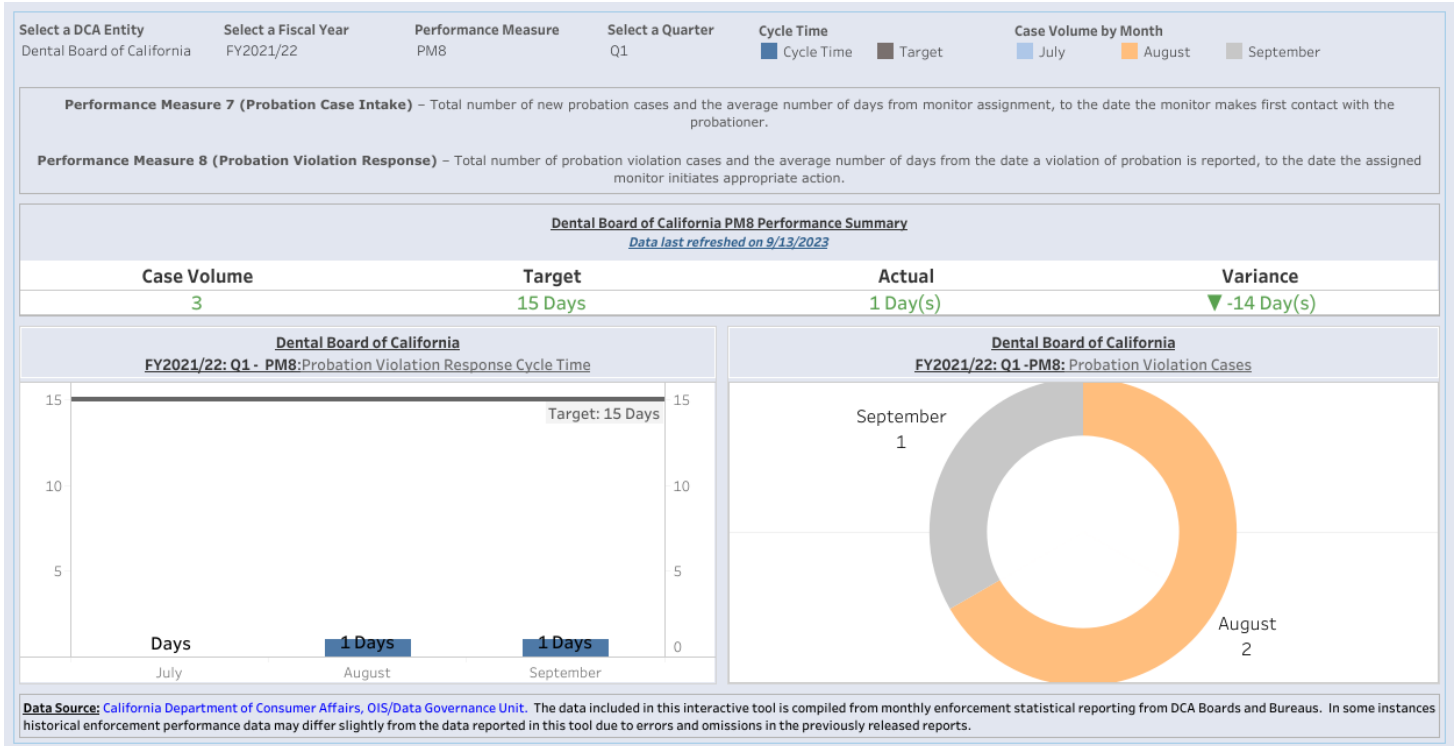 Select a DCA Entity
Dental Board of California
Select a Fiscal Year
FY2021/22
Performance Measure
PM8
Select a Quarter
Q1
Cycle Time
Cycle Time
Target
Case Volume by Month
July
August
September
Performance Measure 7 (Probation Case Intake) – Total number of new probation cases and the average number of days from monitor assignment, to the date the monitor makes first contact with the
probationer.
Performance Measure 8 (Probation Violation Response) – Total number of probation violation cases and the average number of days from the date a violation of probation is reported, to the date the assigned
monitor initiates appropriate action.
Dental Board of California PM8 Performance Summary
Data last refreshed on 9/13/2023
Case Volume Target Actual Variance
3 15 Days 1 Day(s) ▼ -14 Day(s)
Dental Board of California
FY2021/22: Q1 - PM8:Probation Violation Response Cycle Time
15 15
Target: 15 Days
10 10
5 5
Days 1 Days 1 Days 0
July August September
Dental Board of California
FY2021/22: Q1 -PM8: Probation Violation Cases
September
1
August
2
Data Source: California Department of Consumer Affairs, OIS/Data Governance Unit. The data included in this interactive tool is compiled from monthly enforcement statistical reporting from DCA Boards and Bureaus. In some instances
historical enforcement performance data may differ slightly from the data reported in this tool due to errors and omissions in the previously released reports.